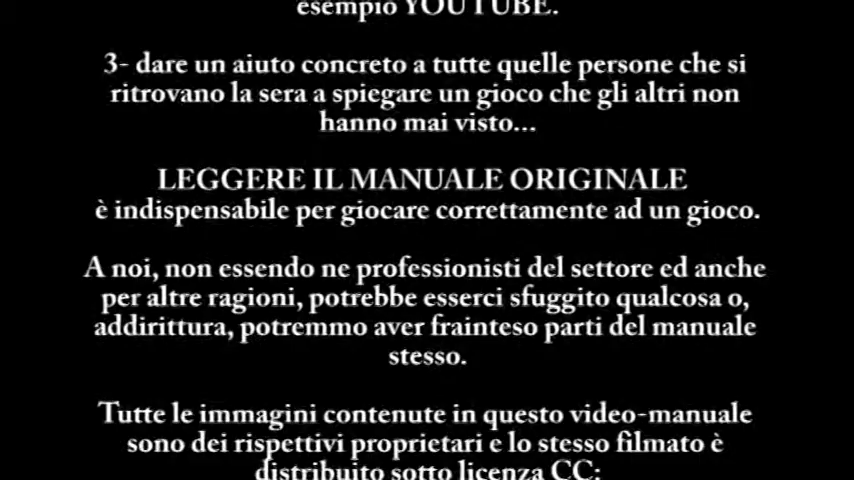 esempio YOUTUBE.
3- dare un aiuto concreto a tutte quelle persone che si
ritrovano la sera a spiegare un gioco che gli altri non
hanno mai visto...
LEGGERE IL MANUALE ORIGINALE
è indispensabile per giocare correttamente ad un gioco.
A noi, non essendo ne professionisti del settore ed anche
per altre ragioni, potrebbe esserci sfuggito qualcosa o,
addirittura, potremmo aver frainteso parti del manuale
stesso.
Tutte le immagini contenute in questo video-manuale
sono dei rispettivi proprietari e lo stesso filmato è
distribuito sotto licenza CC: